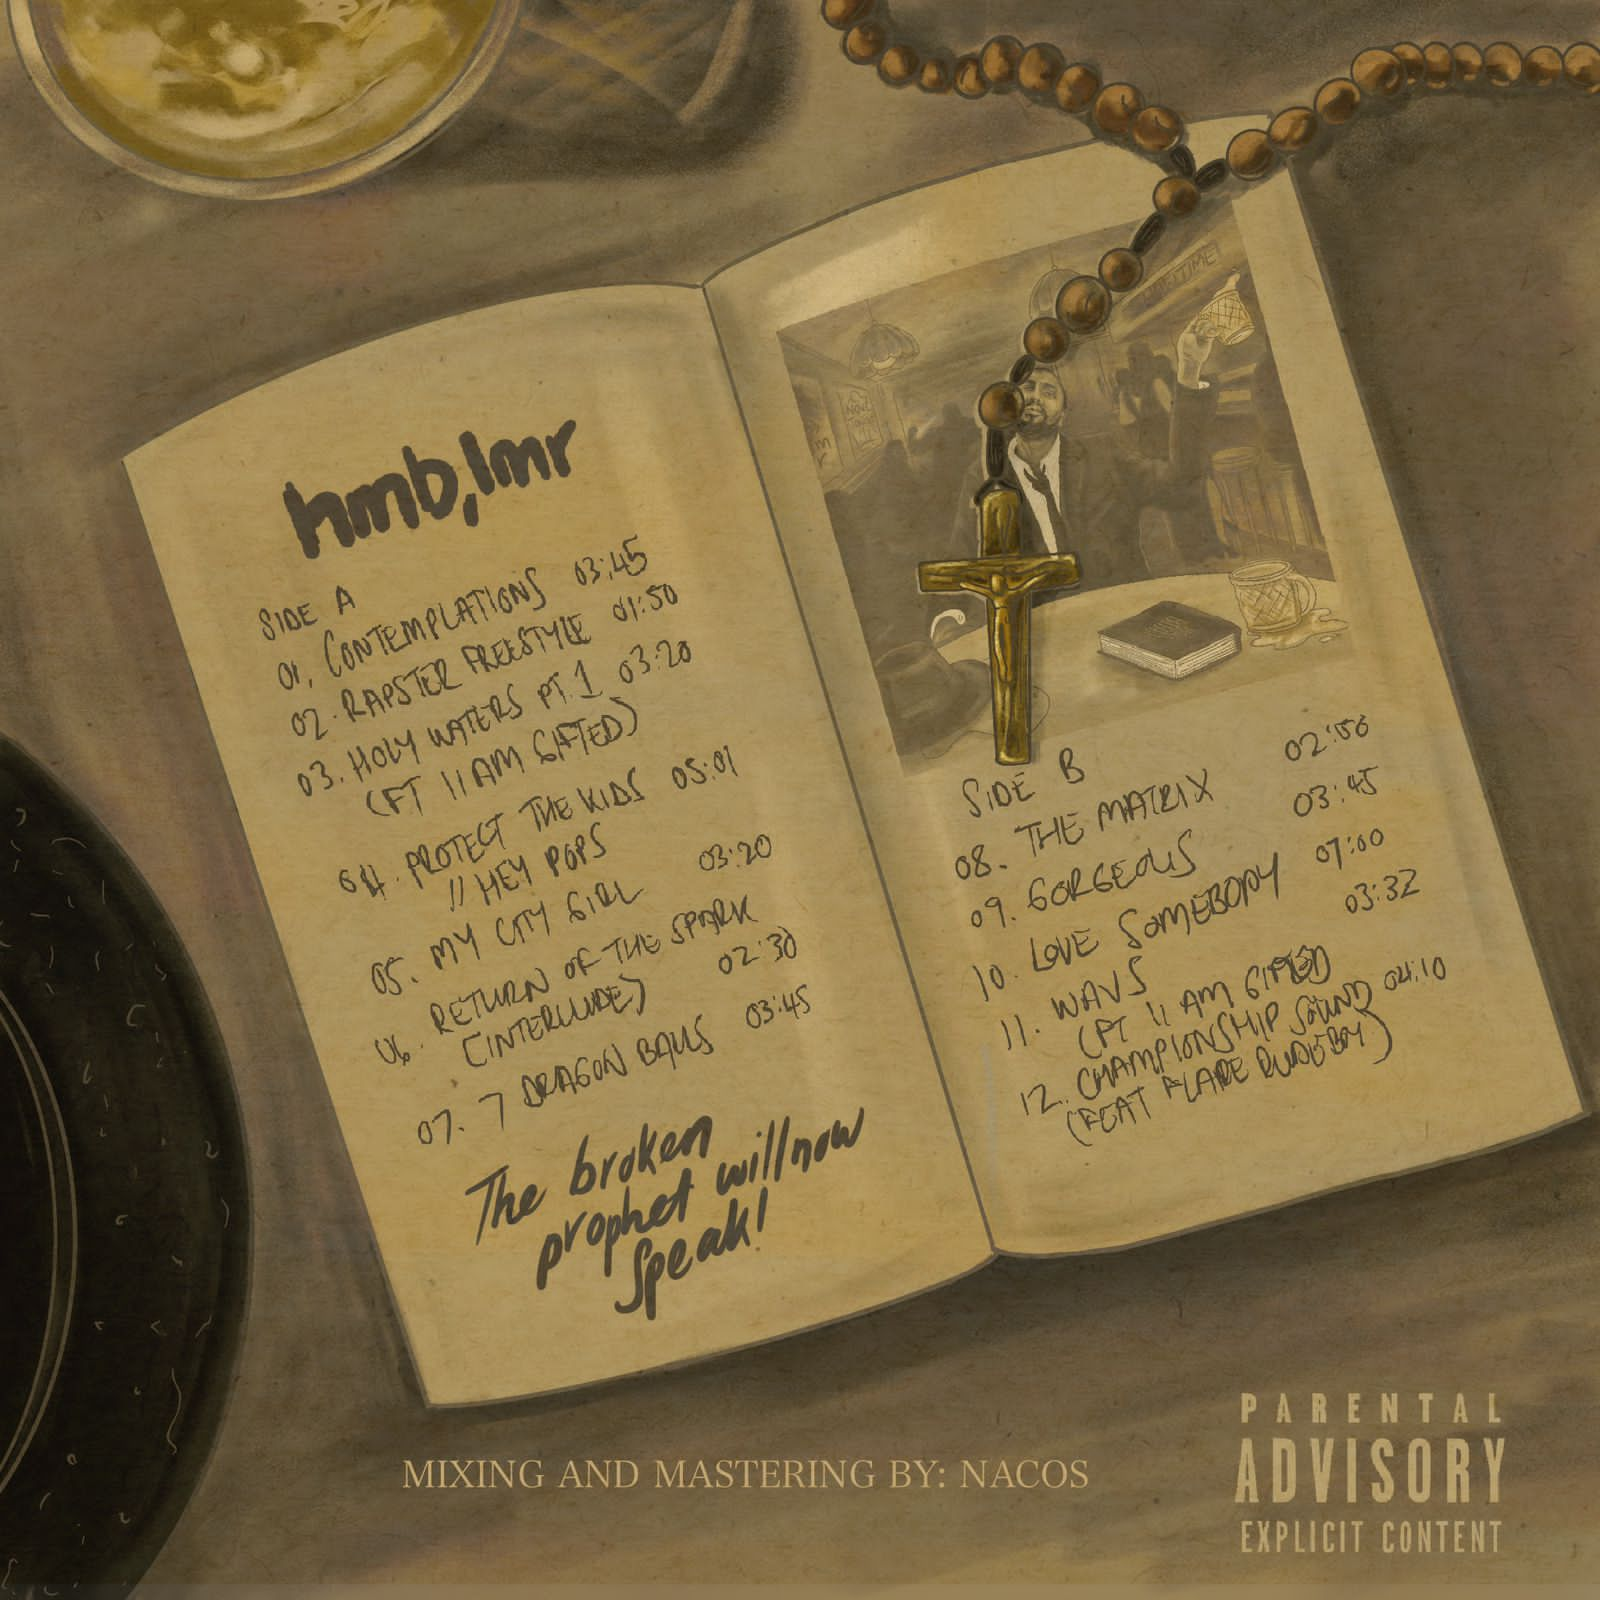 hmb,lmr
SIDE A
01. CONTEMPLATIONS 03:45
02. RAPSTER FREESTYLE 01:50
03. HOLY WATERS PT. 1 03:20
(FT 11 AM GIFTED)
04. PROTECT THE KIDS 05:01
// HEY POPS
05. MY CITY GIRL 03:20
06. RETURN OF THE SPARK
(INTERLUDE) 02:30
07. 7 DRAGON BALLS 03:45
The broken
prophet will now
speak!
SIDE B
08. THE MATRIX 02:56
09. GORGEOUS 03:45
10. LOVE SOMEBODY 07:00
11. WAVS 03:32
(FT 11 AM GIFTED)
12. CHAMPIONSHIP SOUND 04:10
(FEAT FLARE RUDEBOY)
MIXING AND MASTERING BY: NACOS
PARENTAL
ADVISORY
EXPLICIT CONTENT